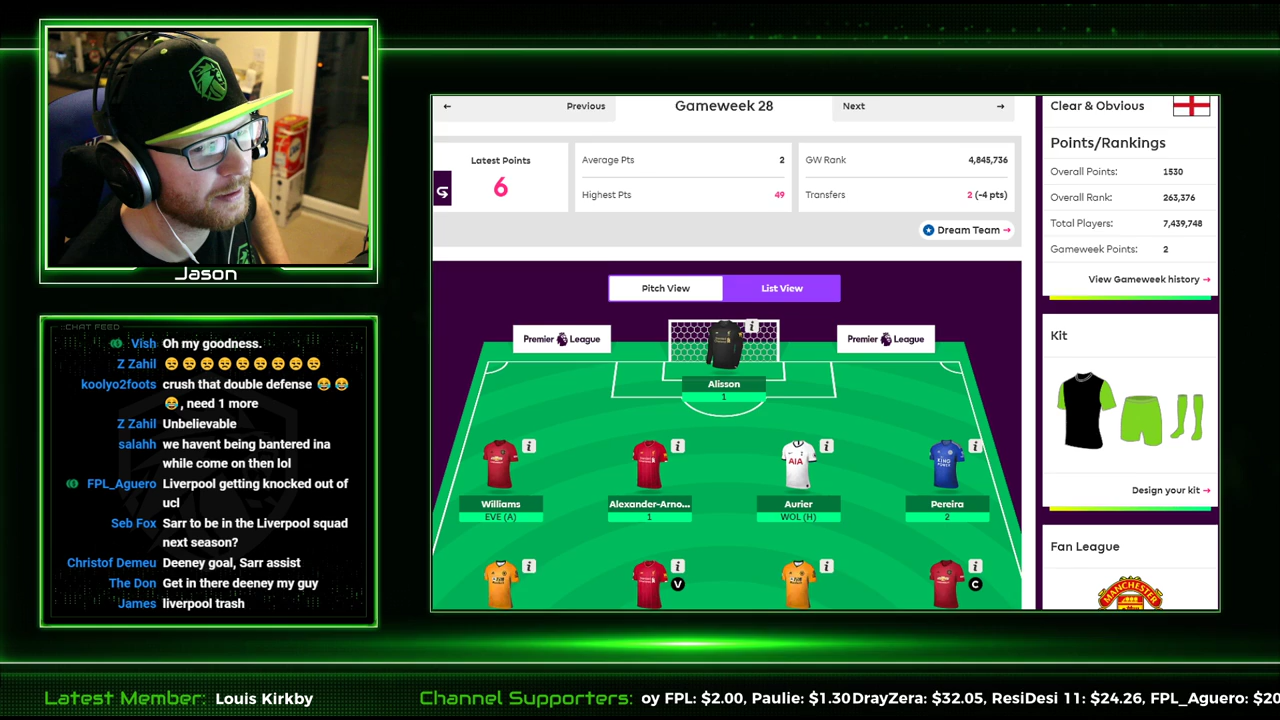 Jason
CHAT FEED
Vish Oh my goodness.
Z Zahil
koolyo2foots crush that double defense
, need 1 more
Z Zahil Unbelievable
salahh we havent being bantered ina
while come on then lol
FPL_Aguero Liverpool getting knocked out of
ucl
Seb Fox Sarr to be in the Liverpool squad
next season?
Christof Demeu Deeney goal, Sarr assist
The Don Get in there deeney my guy
James liverpool trash
← Previous
Gameweek 28
Next →
Latest Points
6
Average Pts 2
Highest Pts 49
GW Rank 4,845,736
Transfers 2 (-4 pts)
Dream Team →
Pitch View
List View
Premier League
Premier League
Alisson
1
Williams
EVE (A)
Alexander-Arno...
1
AIA
Aurier
WOL (H)
KING POWER
Pereira
2
V
C
Clear & Obvious
Points/Rankings
Overall Points: 1530
Overall Rank: 263,376
Total Players: 7,439,748
Gameweek Points: 2
View Gameweek history →
Kit
Design your kit →
Fan League
MANCHESTER
Latest Member: Louis Kirkby
Channel Supporters: oy FPL: $2.00, Paulie: $1.30DrayZera: $32.05, ResiDesi 11: $24.26, FPL_Aguero: $20